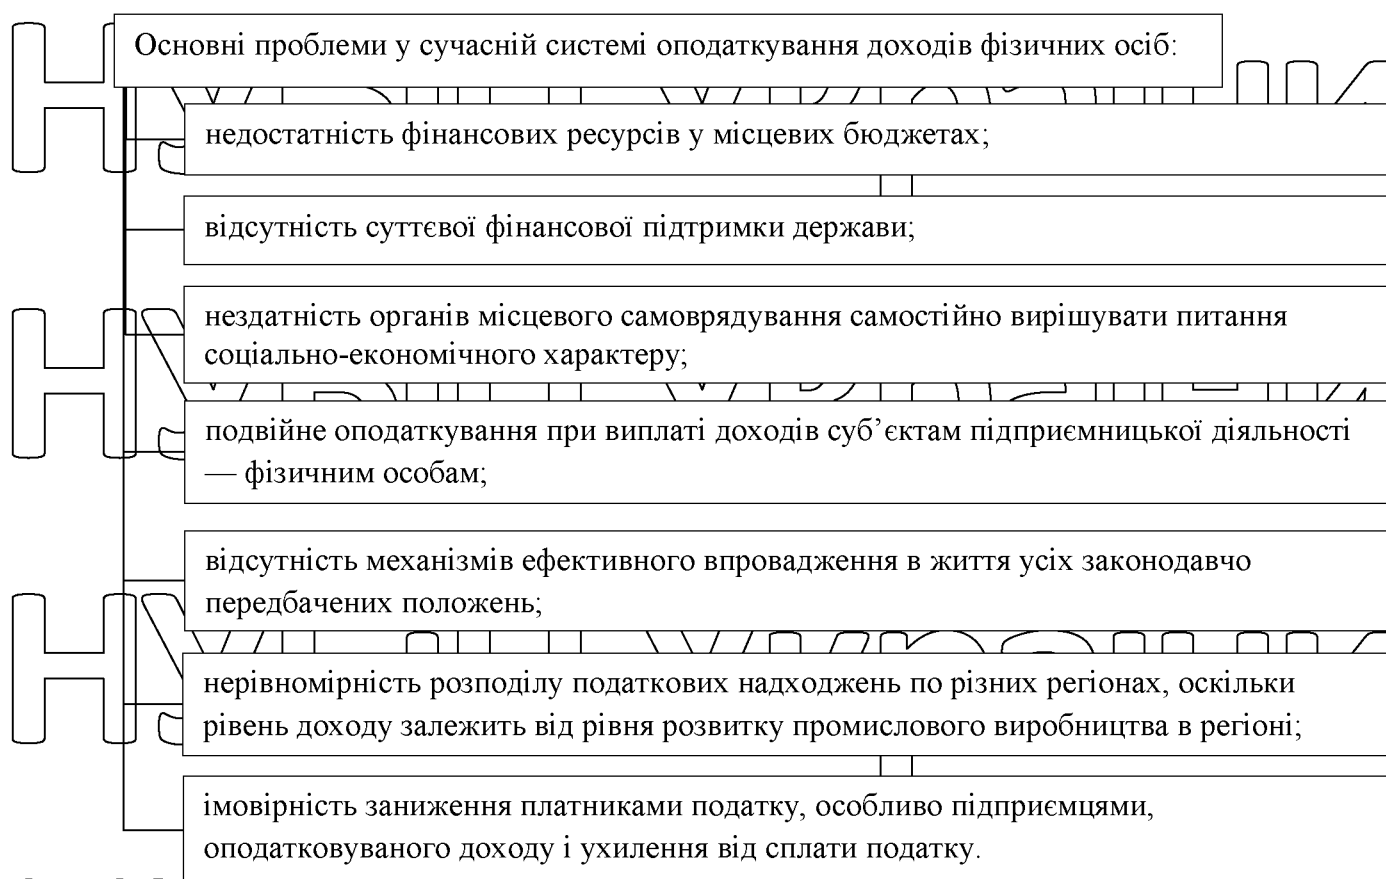 Основні проблеми у сучасній системі оподаткування доходів фізичних осіб:
недостатність фінансових ресурсів у місцевих бюджетах;
відсутність суттєвої фінансової підтримки держави;
нездатність органів місцевого самоврядування самостійно вирішувати питання
соціально-економічного характеру;
подвійне оподаткування при виплаті доходів суб’єктам підприємницької діяльності
— фізичним особам;
відсутність механізмів ефективного впровадження в життя усіх законодавчо
передбачених положень;
нерівномірність розподілу податкових надходжень по різних регіонах, оскільки
рівень доходу залежить від рівня розвитку промислового виробництва в регіоні;
імовірність заниження платниками податку, особливо підприємцями,
оподатковуваного доходу і ухилення від сплати податку.